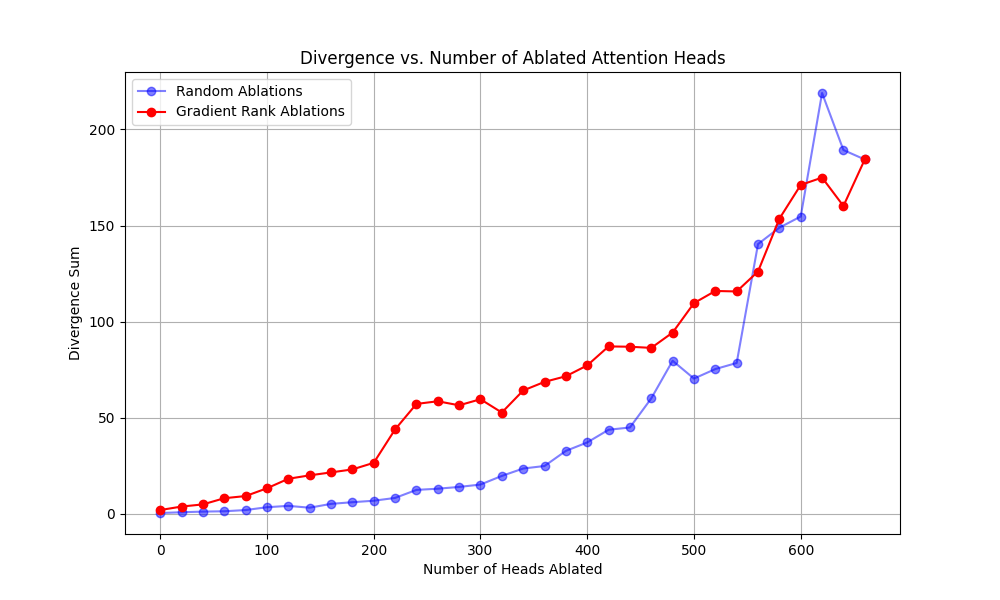 Divergence vs. Number of Ablated Attention Heads
Random Ablations
Gradient Rank Ablations
Divergence Sum
200
150
100
50
0
0 100 200 300 400 500 600
Number of Heads Ablated